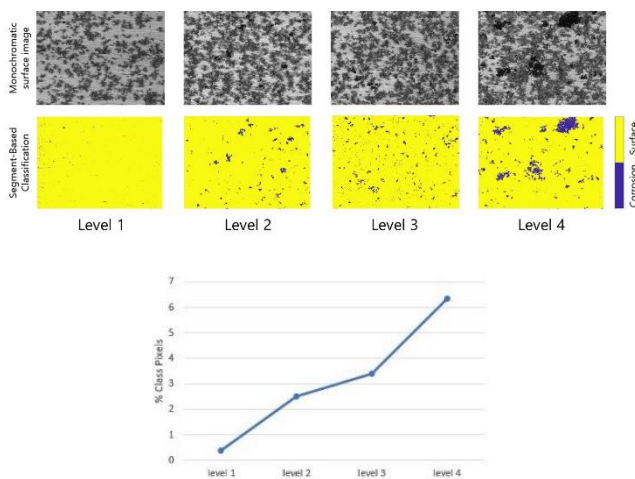 Monochromatic
surface image
Segment-Based
Classification
Surface
Corrosion
Level 1
Level 2
Level 3
Level 4
7
6
5
4
3
2
1
0
% Class Pixels
level 1
level 2
level 3
level 4